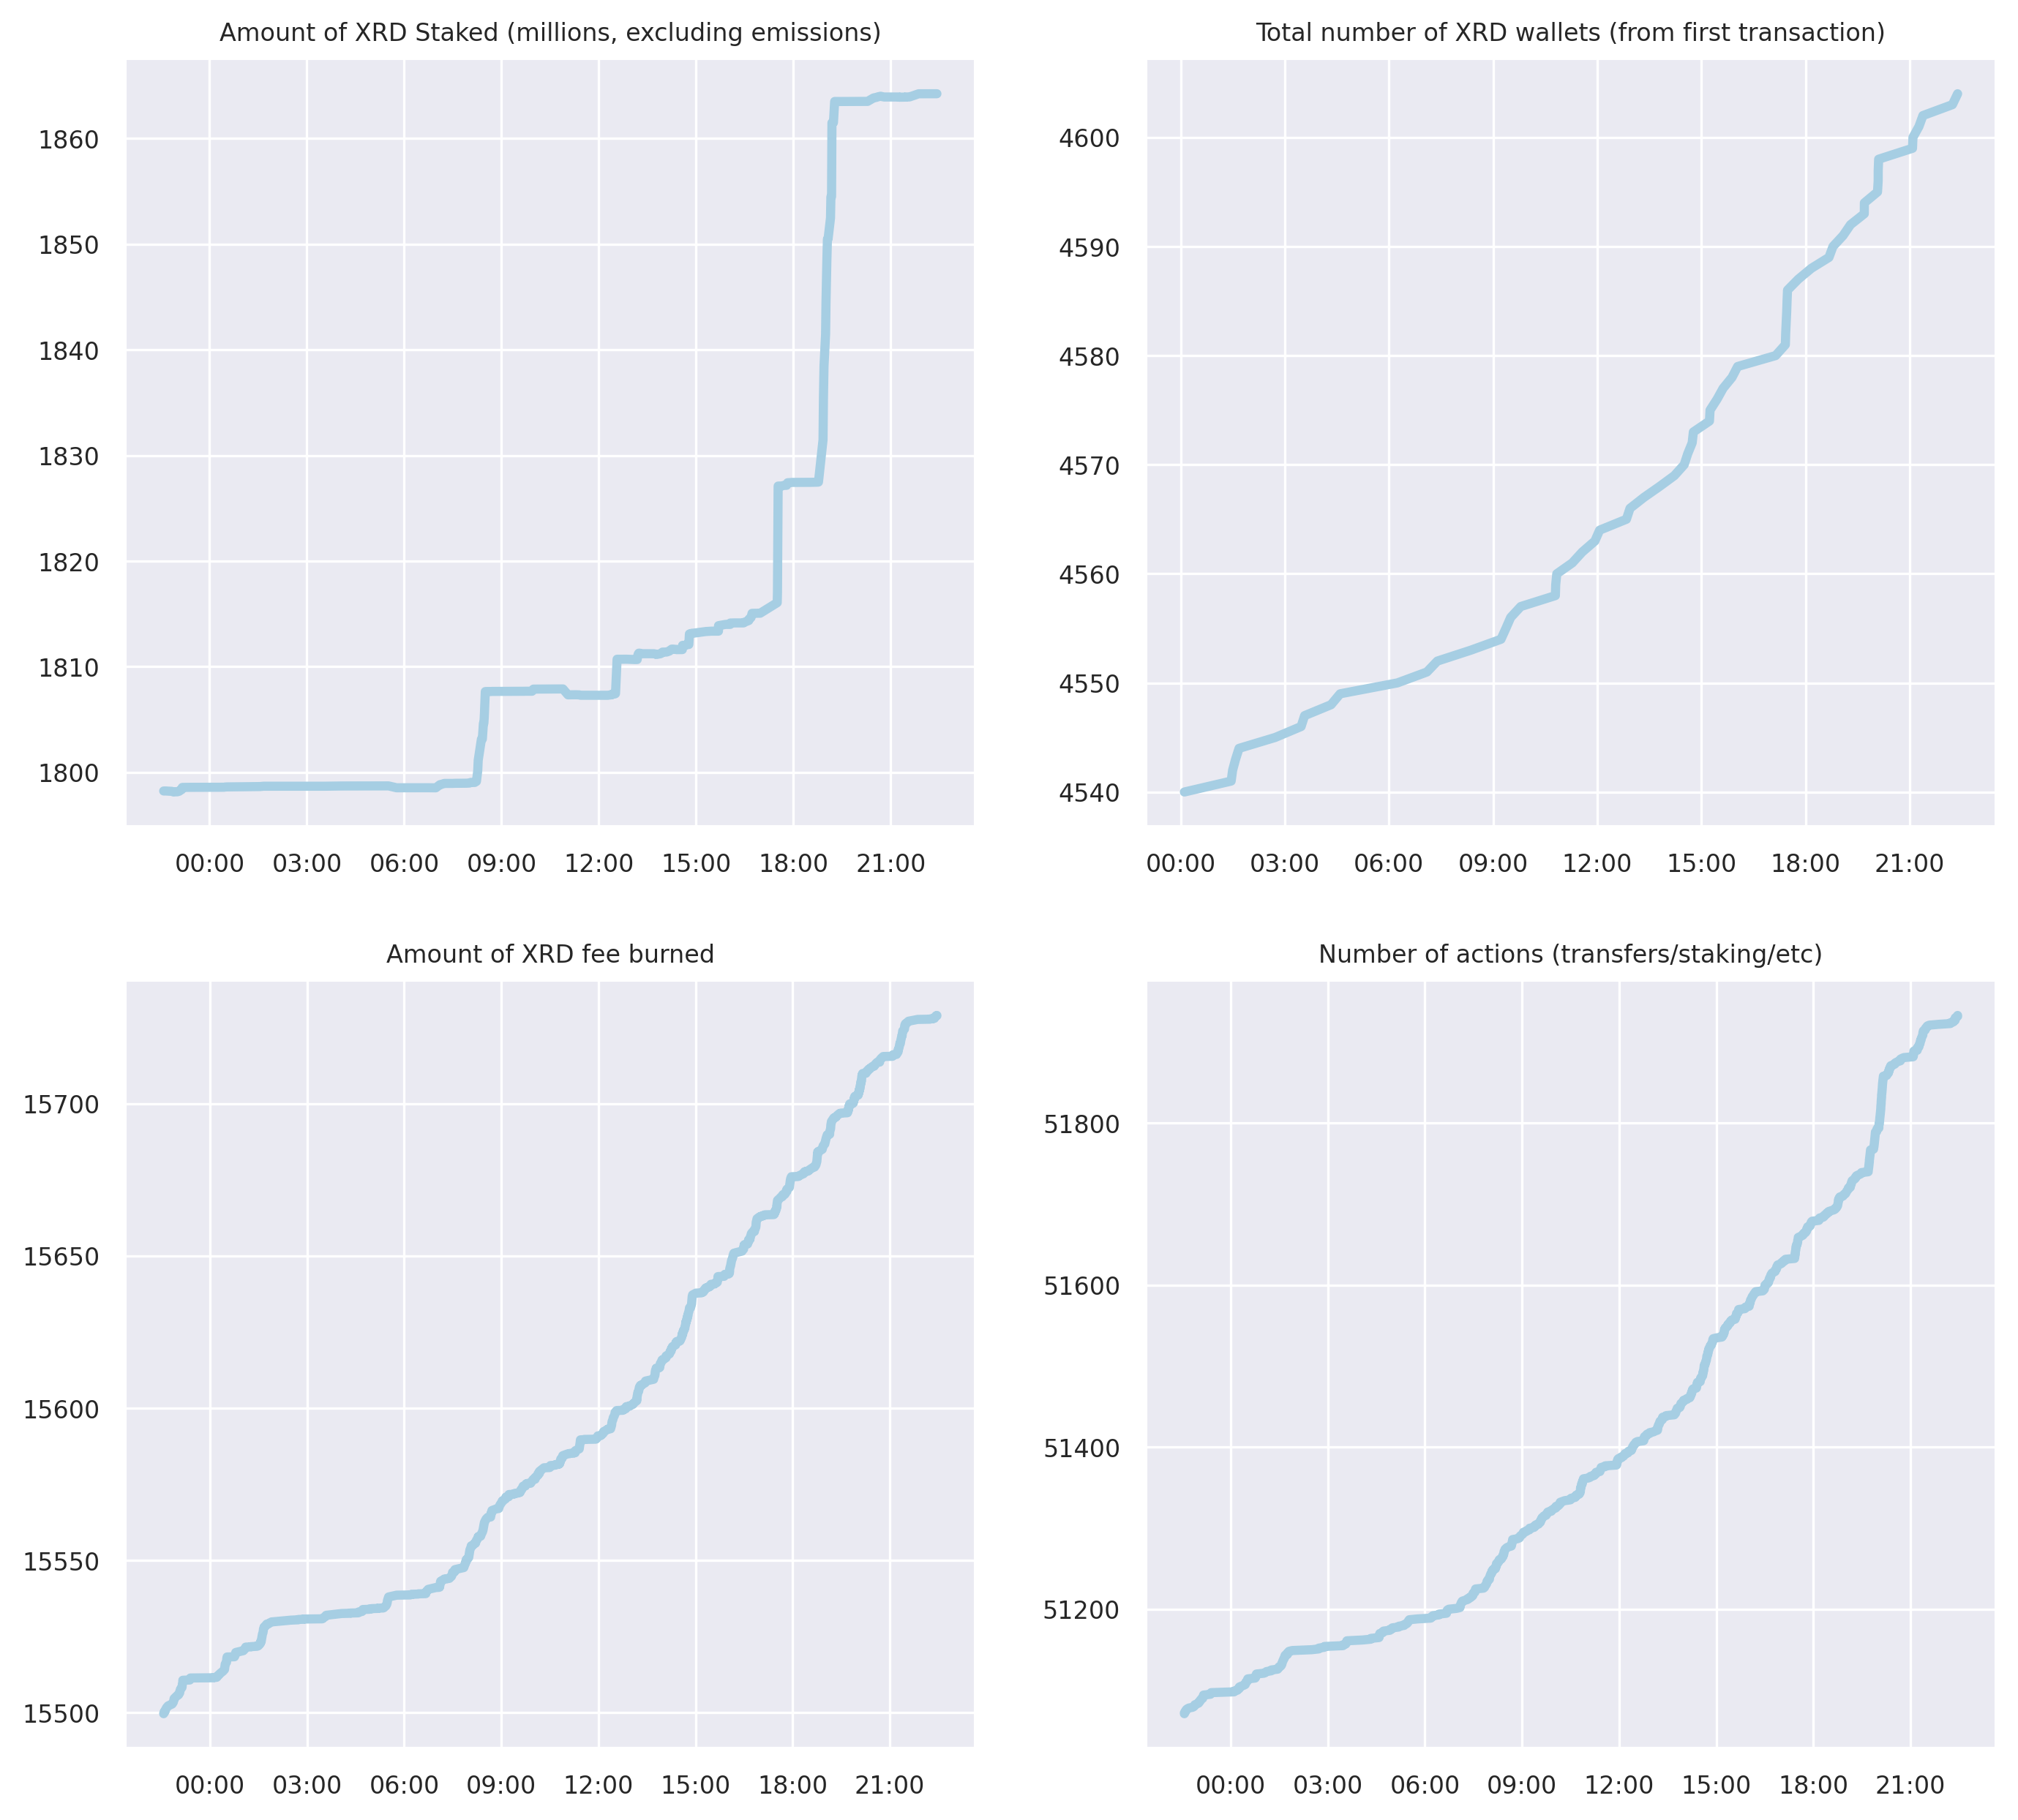 Amount of XRD Staked (millions, excluding emissions)
1860
1850
1840
1830
1820
1810
1800
00:00 03:00 06:00 09:00 12:00 15:00 18:00 21:00
Total number of XRD wallets (from first transaction)
4600
4590
4580
4570
4560
4550
4540
00:00 03:00 06:00 09:00 12:00 15:00 18:00 21:00
Amount of XRD fee burned
15700
15650
15600
15550
15500
00:00 03:00 06:00 09:00 12:00 15:00 18:00 21:00
Number of actions (transfers/staking/etc)
51800
51600
51400
51200
00:00 03:00 06:00 09:00 12:00 15:00 18:00 21:00